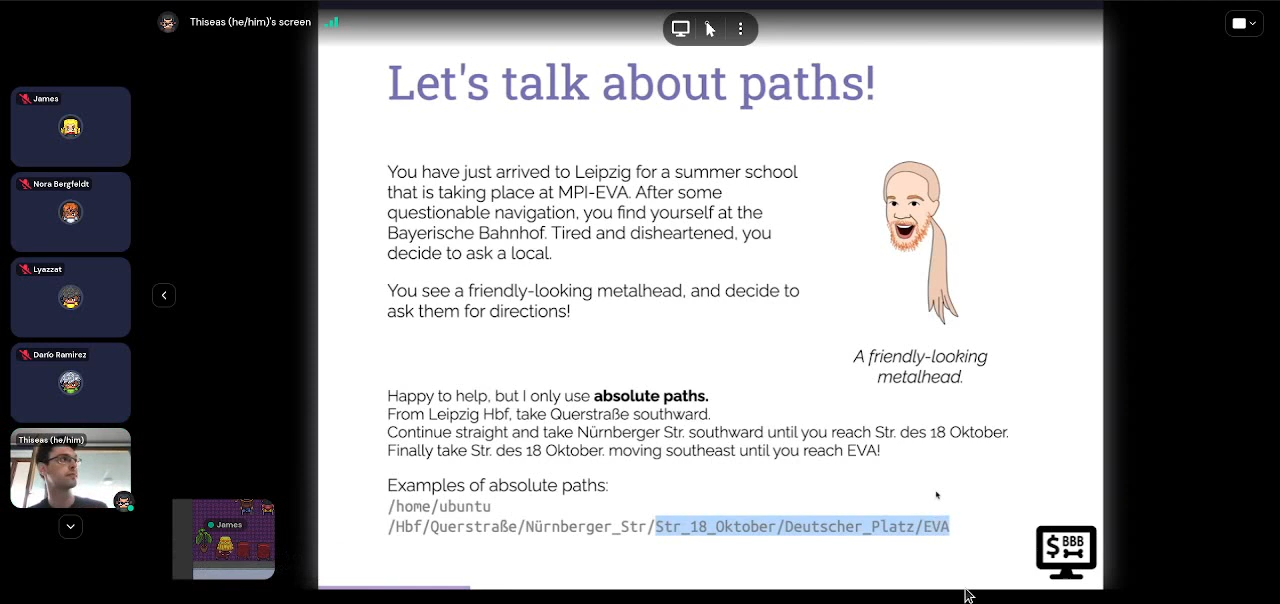 Thiseas (he/him)'s screen
James
Nora Bergfeldt
Lyazzat
Darío Ramirez
Thiseas (he/him)
James
Let's talk about paths!
You have just arrived to Leipzig for a summer school
that is taking place at MPI-EVA. After some
questionable navigation, you find yourself at the
Bayerische Bahnhof. Tired and disheartened, you
decide to ask a local.
You see a friendly-looking metalhead, and decide to
ask them for directions!
A friendly-looking
metalhead.
Happy to help, but I only use absolute paths.
From Leipzig Hbf, take Querstraße southward.
Continue straight and take Nürnberger Str. southward until you reach Str. des 18 Oktober.
Finally take Str. des 18 Oktober. moving southeast until you reach EVA!
Examples of absolute paths:
/home/ubuntu
/Hbf/Querstraße/Nürnberger_Str/Str_18_Oktober/Deutscher_Platz/EVA
$ BBB